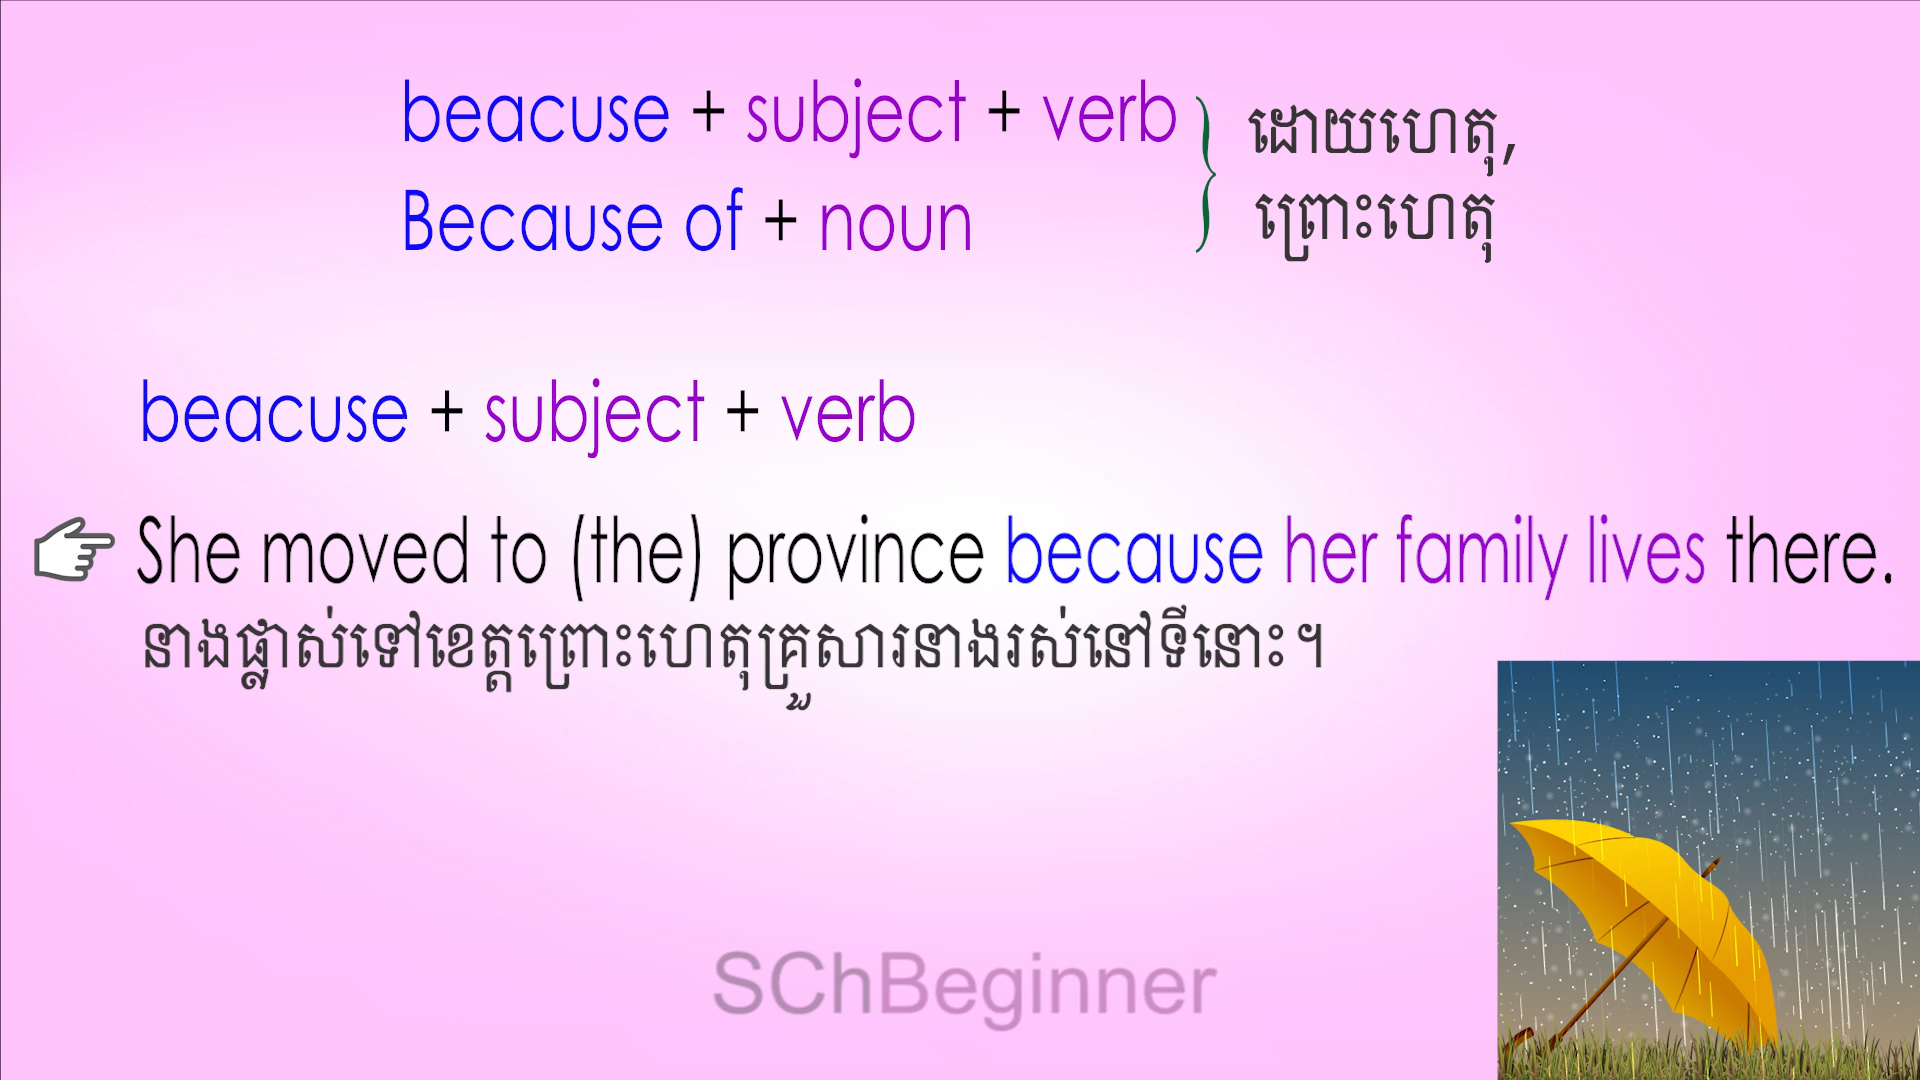 beacuse + subject + verb
Because of + noun
ដោយហេតុ,
ព្រោះហេតុ
beacuse + subject + verb
She moved to (the) province because her family lives there.
នាងផ្លាស់ទៅខេត្តព្រោះហេតុគ្រួសារនាងរស់នៅទីនោះ។
SChBeginner